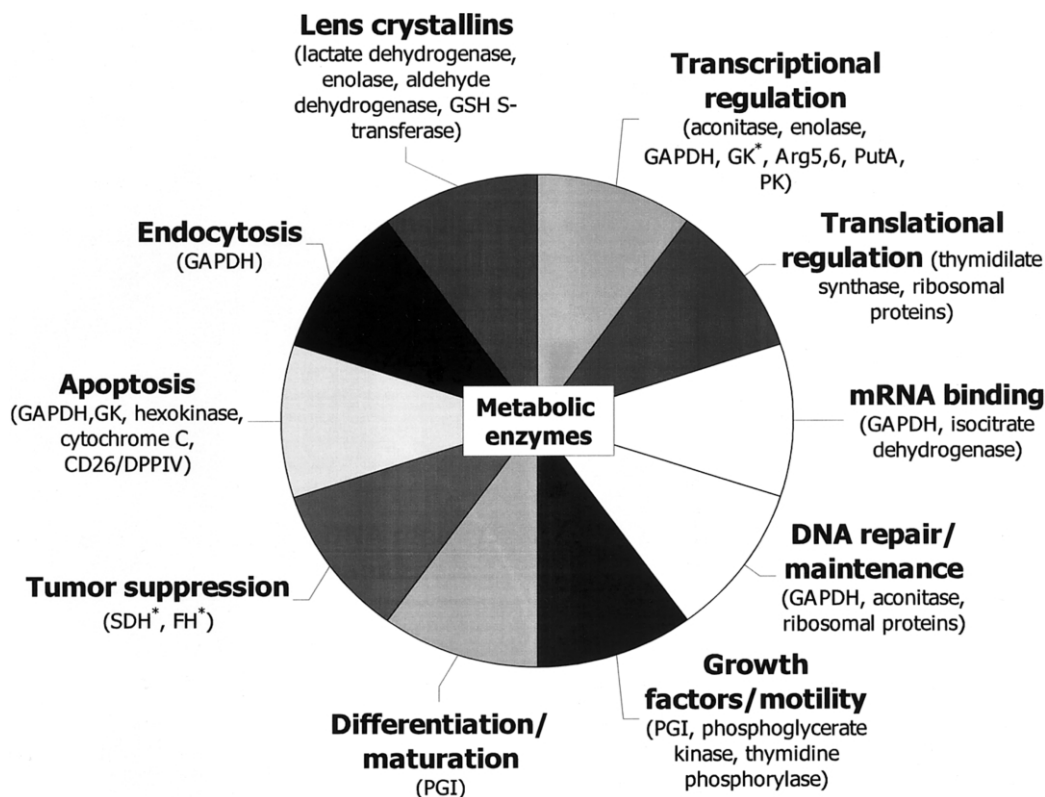 Lens crystallins
(lactate dehydrogenase,
enolase, aldehyde
dehydrogenase, GSH S-
transferase)
Transcriptional
regulation
(aconitase, enolase,
GAPDH, GK*, Arg5,6, PutA,
PK)
Translational
regulation (thymidilate
synthase, ribosomal
proteins)
mRNA binding
(GAPDH, isocitrate
dehydrogenase)
DNA repair/
maintenance
(GAPDH, aconitase,
ribosomal proteins)
Growth
factors/motility
(PGI, phosphoglycerate
kinase, thymidine
phosphorylase)
Differentiation/
maturation
(PGI)
Tumor suppression
(SDH*, FH*)
Apoptosis
(GAPDH,GK, hexokinase,
cytochrome C,
CD26/DPPIV)
Endocytosis
(GAPDH)
Metabolic
enzymes